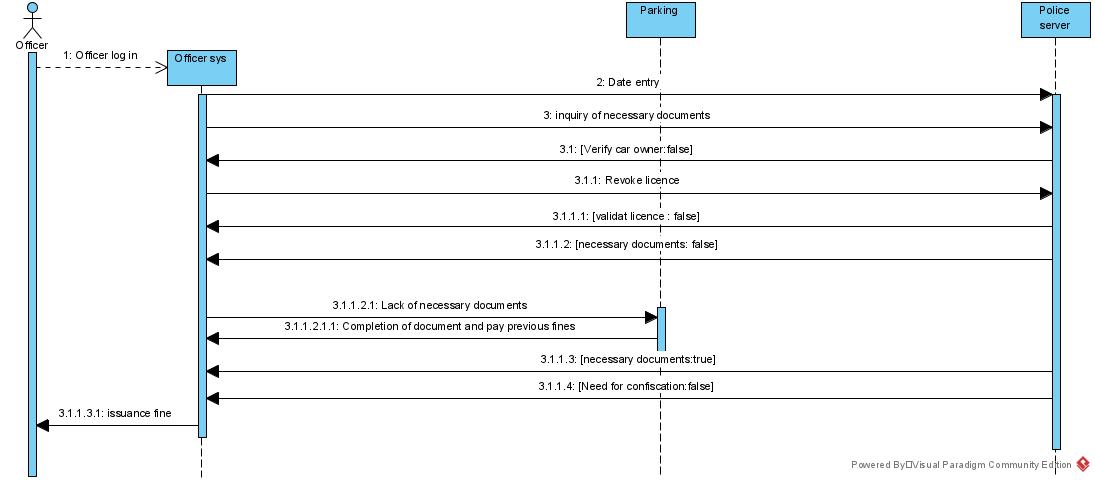 Parking
Police
server
Officer
1: Officer log in
Officer sys
2: Date entry
3: inquiry of necessary documents
3.1: [Verify car owner:false]
3.1.1: Revoke licence
3.1.1.1: [validat licence : false]
3.1.1.2: [necessary documents: false]
3.1.1.2.1: Lack of necessary documents
3.1.1.2.1.1: Completion of document and pay previous fines
3.1.1.3: [necessary documents:true]
3.1.1.4: [Need for confiscation:false]
3.1.1.3.1: issuance fine
Powered By Visual Paradigm Community Edition